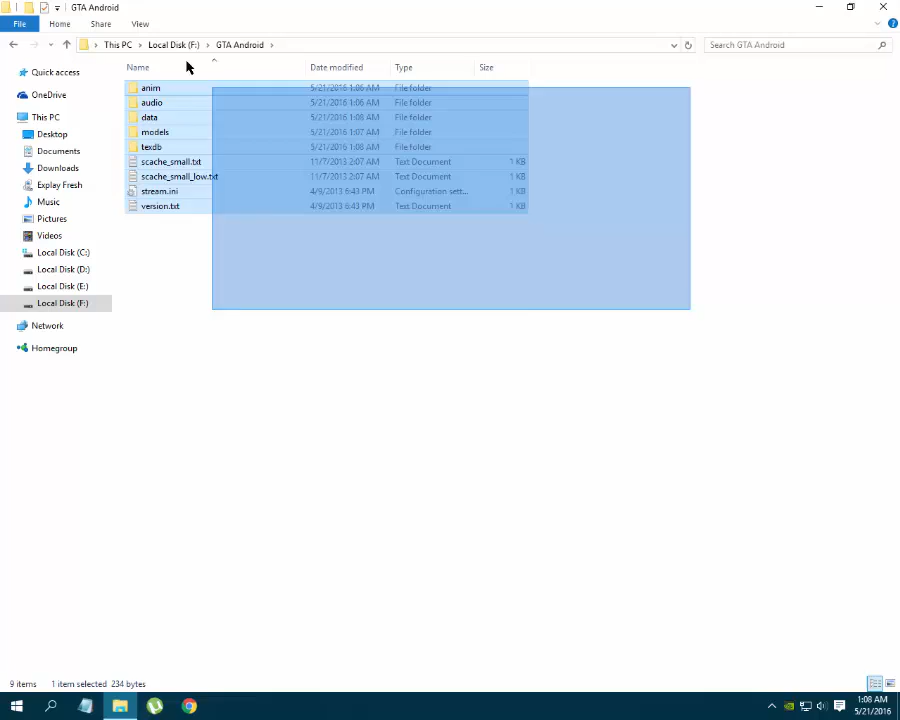 GTA Android
File Home Share View
This PC Local Disk (F:) GTA Android Search GTA Android
Name Date modified Type Size
Quick access
OneDrive
This PC
Desktop
Documents
Downloads
Explay Fresh
Music
Pictures
Videos
Local Disk (C:)
Local Disk (D:)
Local Disk (E:)
Local Disk (F:)
Network
Homegroup
anim 5/21/2016 1:06 AM File folder
audio 5/21/2016 1:06 AM File folder
data 5/21/2016 1:08 AM File folder
models 5/21/2016 1:07 AM File folder
texdb 5/21/2016 1:08 AM File folder
scache_small.txt 11/7/2013 2:07 AM Text Document 1 KB
scache_small_low.txt 11/7/2013 2:07 AM Text Document 1 KB
stream.ini 4/9/2013 6:43 PM Configuration sett... 1 KB
version.txt 4/9/2013 6:43 PM Text Document 1 KB
9 items 1 item selected 234 bytes
1:08 AM
5/21/2016